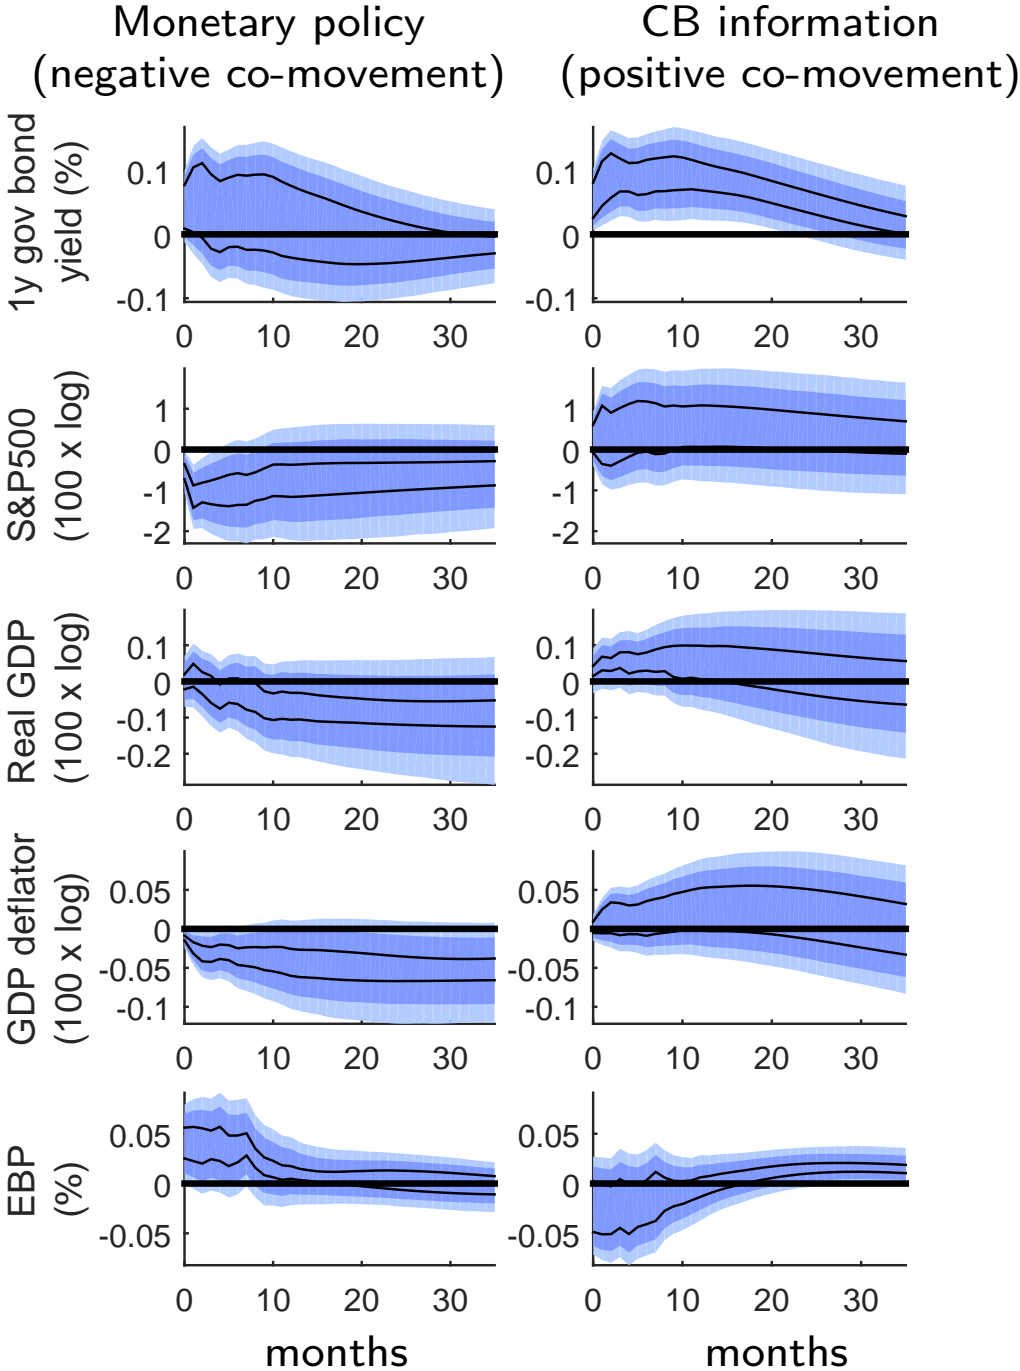 Monetary policy
(negative co-movement)
CB information
(positive co-movement)
1y gov bond
yield (%)
0.1
0
-0.1
0 10 20 30
0.1
0
-0.1
0 10 20 30
S&P500
(100 x log)
1
0
-1
-2
0 10 20 30
1
0
-1
-2
0 10 20 30
Real GDP
(100 x log)
0.1
0
-0.1
-0.2
0 10 20 30
0.1
0
-0.1
-0.2
0 10 20 30
GDP deflator
(100 x log)
0.05
0
-0.05
-0.1
0 10 20 30
0.05
0
-0.05
-0.1
0 10 20 30
EBP
(%)
0.05
0
-0.05
0 10 20 30
0.05
0
-0.05
0 10 20 30
months
months